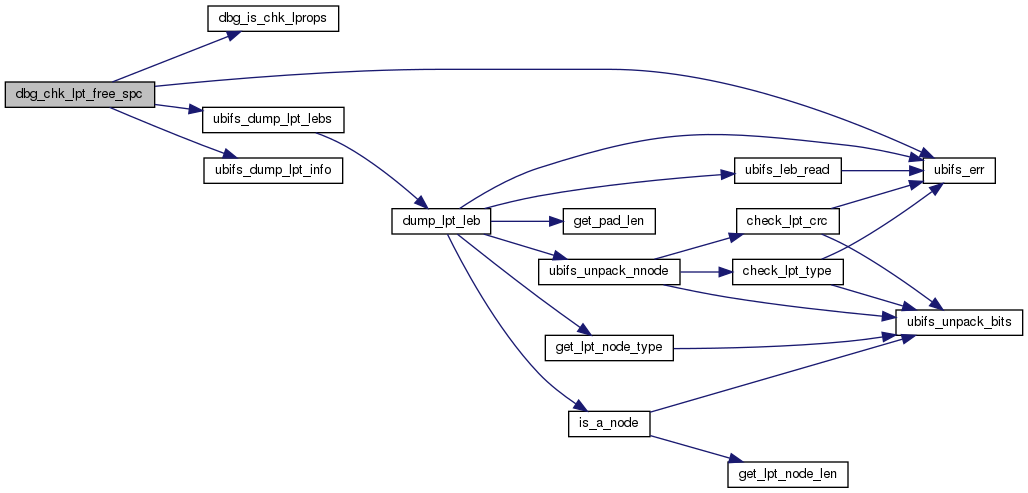 dbg_is_chk_lprops
dbg_chk_lpt_free_spc
ubifs_dump_lpt_lebs
ubifs_dump_lpt_info
ubifs_leb_read
ubifs_err
dump_lpt_leb
get_pad_len
check_lpt_crc
ubifs_unpack_nnode
check_lpt_type
ubifs_unpack_bits
get_lpt_node_type
is_a_node
get_lpt_node_len